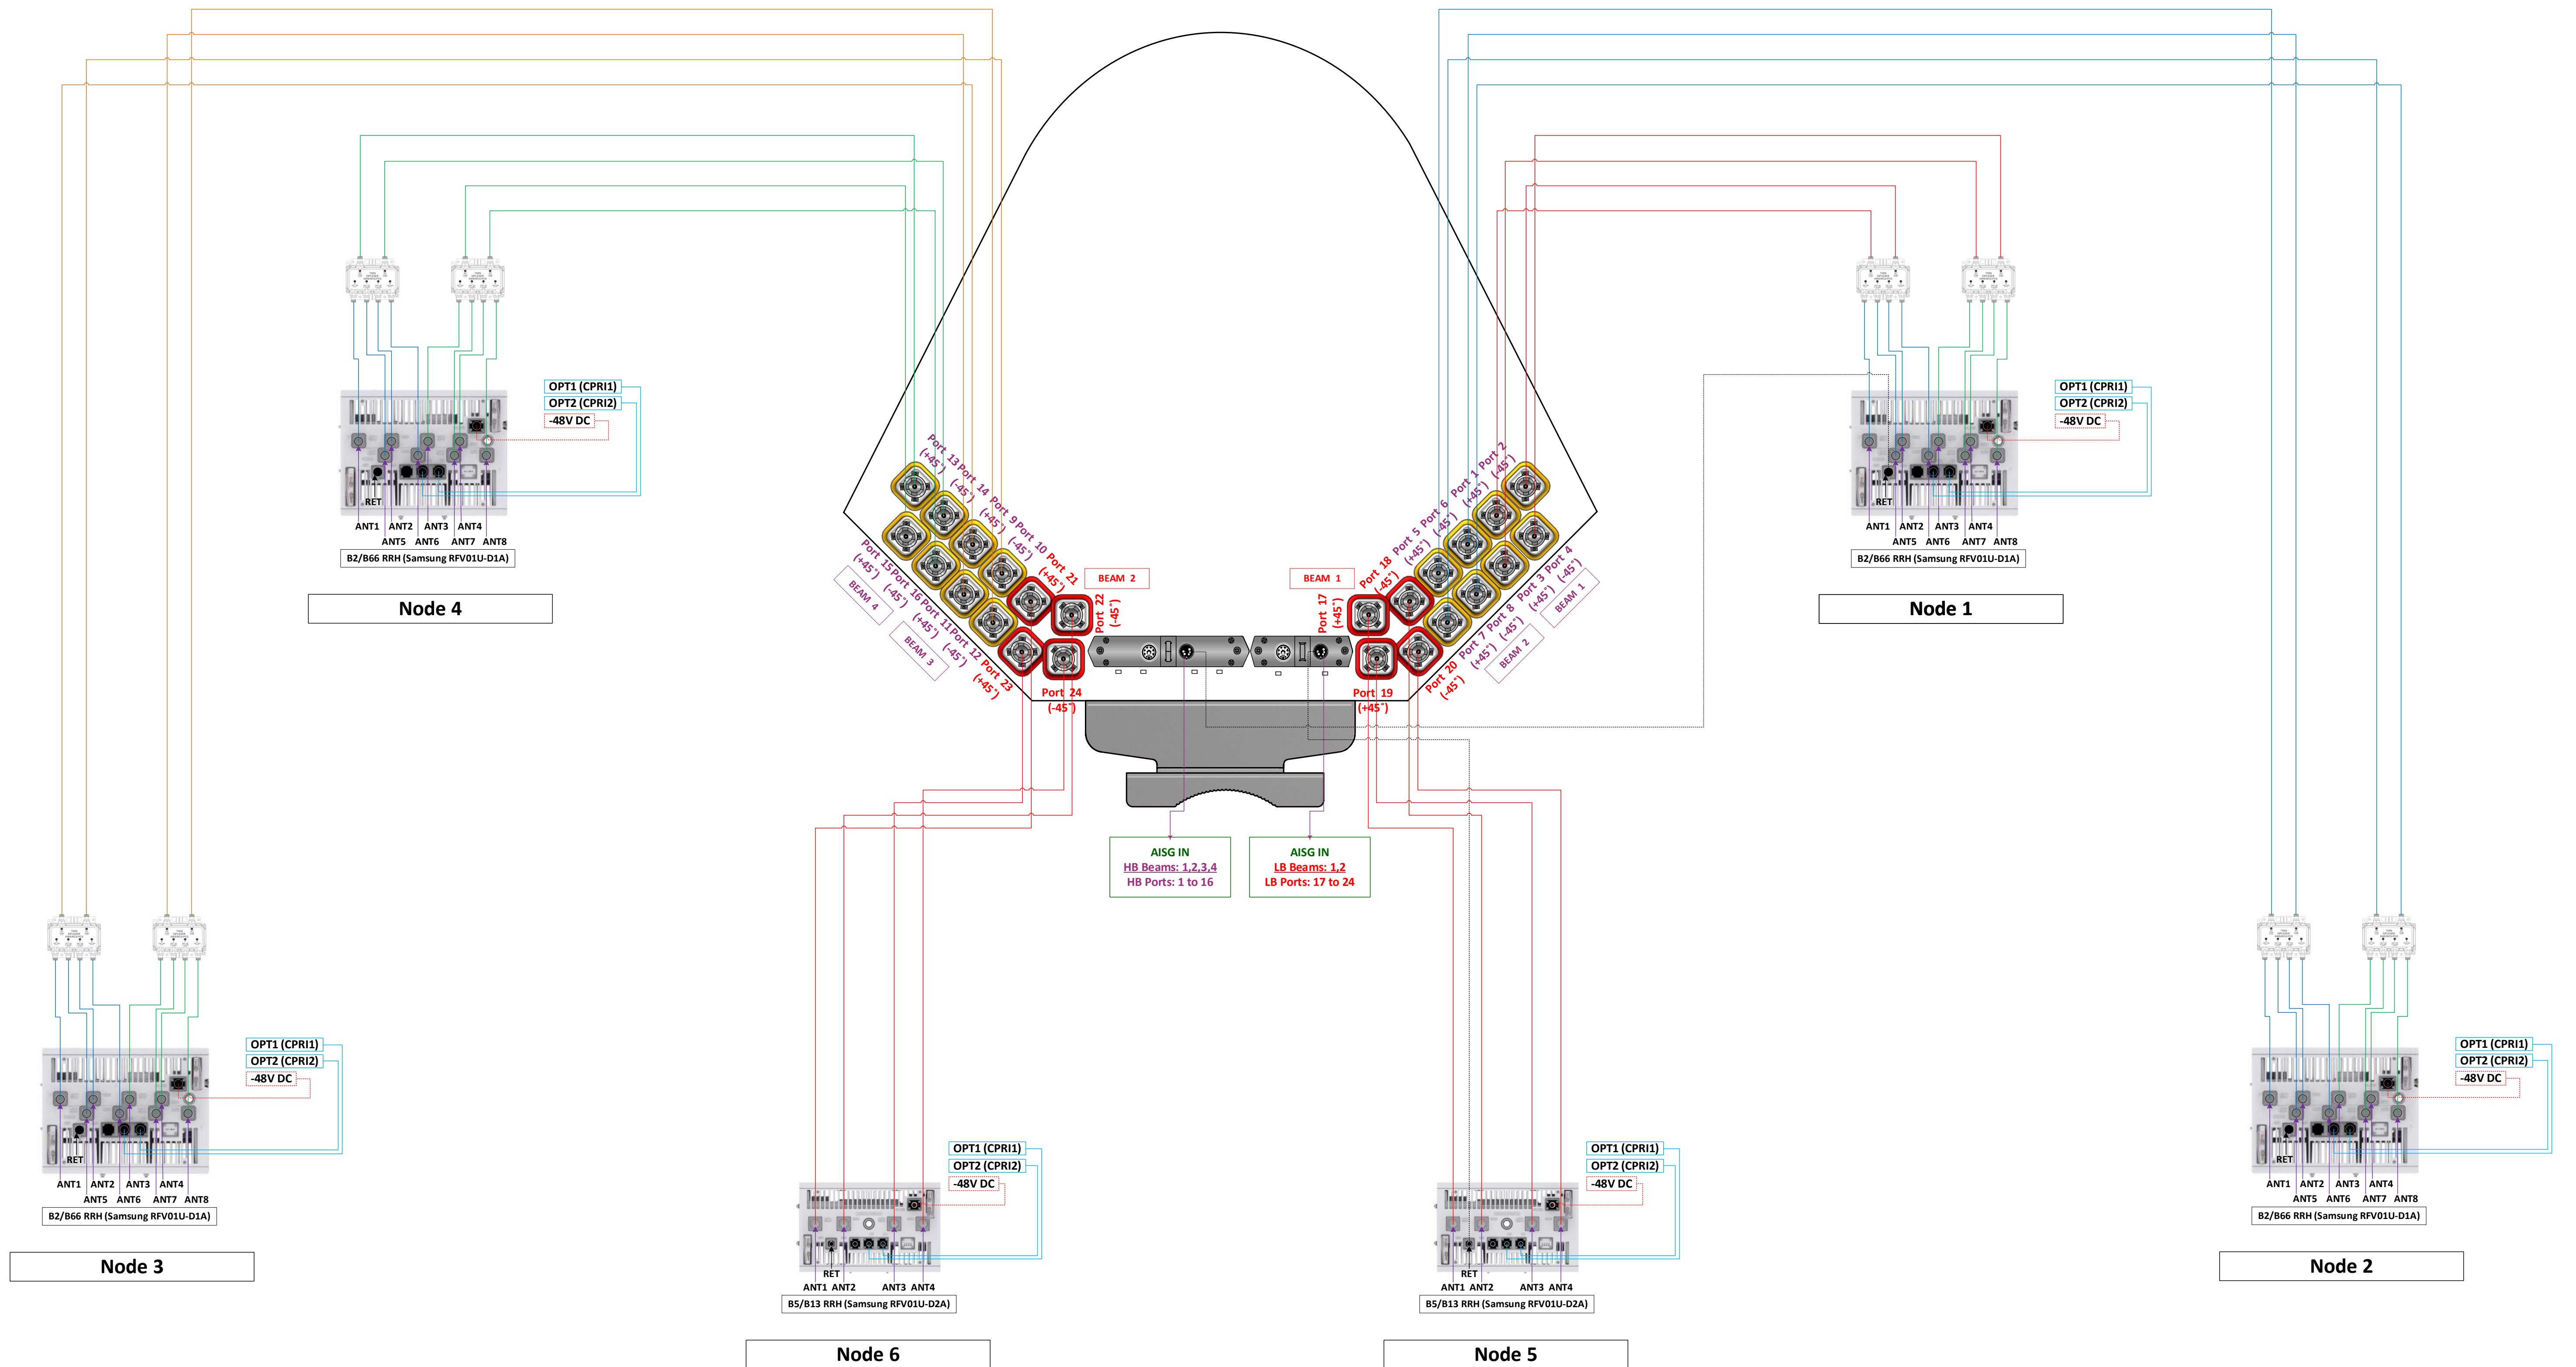 OPT1 (CPRI1)
OPT2 (CPRI2)
-48V DC
RET
ANT1 ANT2 ANT3 ANT4
ANT5 ANT6 ANT7 ANT8
B2/B66 RRH (Samsung RFV01U-D1A)
Node 4
OPT1 (CPRI1)
OPT2 (CPRI2)
-48V DC
RET
ANT1 ANT2 ANT3 ANT4
ANT5 ANT6 ANT7 ANT8
B2/B66 RRH (Samsung RFV01U-D1A)
Node 1
Port 13
(+45°)
Port 14
(-45°)
Port 9
(+45°)
Port 10
(-45°)
Port 21
(+45°)
Port 22
(-45°)
BEAM 2
Port 15
(+45°)
Port 16
(-45°)
Port 11
(+45°)
Port 12
(-45°)
Port 23
(+45°)
Port 24
(-45°)
BEAM 4
BEAM 3
BEAM 1
Port 17
(+45°)
Port 18
(-45°)
Port 5
(+45°)
Port 6
(-45°)
Port 1
(+45°)
Port 2
(-45°)
Port 19
(+45°)
Port 20
(-45°)
Port 7
(+45°)
Port 8
(-45°)
Port 3
(+45°)
Port 4
(-45°)
BEAM 1
BEAM 2
AISG IN
HB Beams: 1,2,3,4
HB Ports: 1 to 16
AISG IN
LB Beams: 1,2
LB Ports: 17 to 24
OPT1 (CPRI1)
OPT2 (CPRI2)
-48V DC
RET
ANT1 ANT2 ANT3 ANT4
ANT5 ANT6 ANT7 ANT8
B2/B66 RRH (Samsung RFV01U-D1A)
Node 3
OPT1 (CPRI1)
OPT2 (CPRI2)
-48V DC
RET
ANT1 ANT2 ANT3 ANT4
B5/B13 RRH (Samsung RFV01U-D2A)
Node 6
OPT1 (CPRI1)
OPT2 (CPRI2)
-48V DC
RET
ANT1 ANT2 ANT3 ANT4
B5/B13 RRH (Samsung RFV01U-D2A)
Node 5
OPT1 (CPRI1)
OPT2 (CPRI2)
-48V DC
RET
ANT1 ANT2 ANT3 ANT4
ANT5 ANT6 ANT7 ANT8
B2/B66 RRH (Samsung RFV01U-D1A)
Node 2